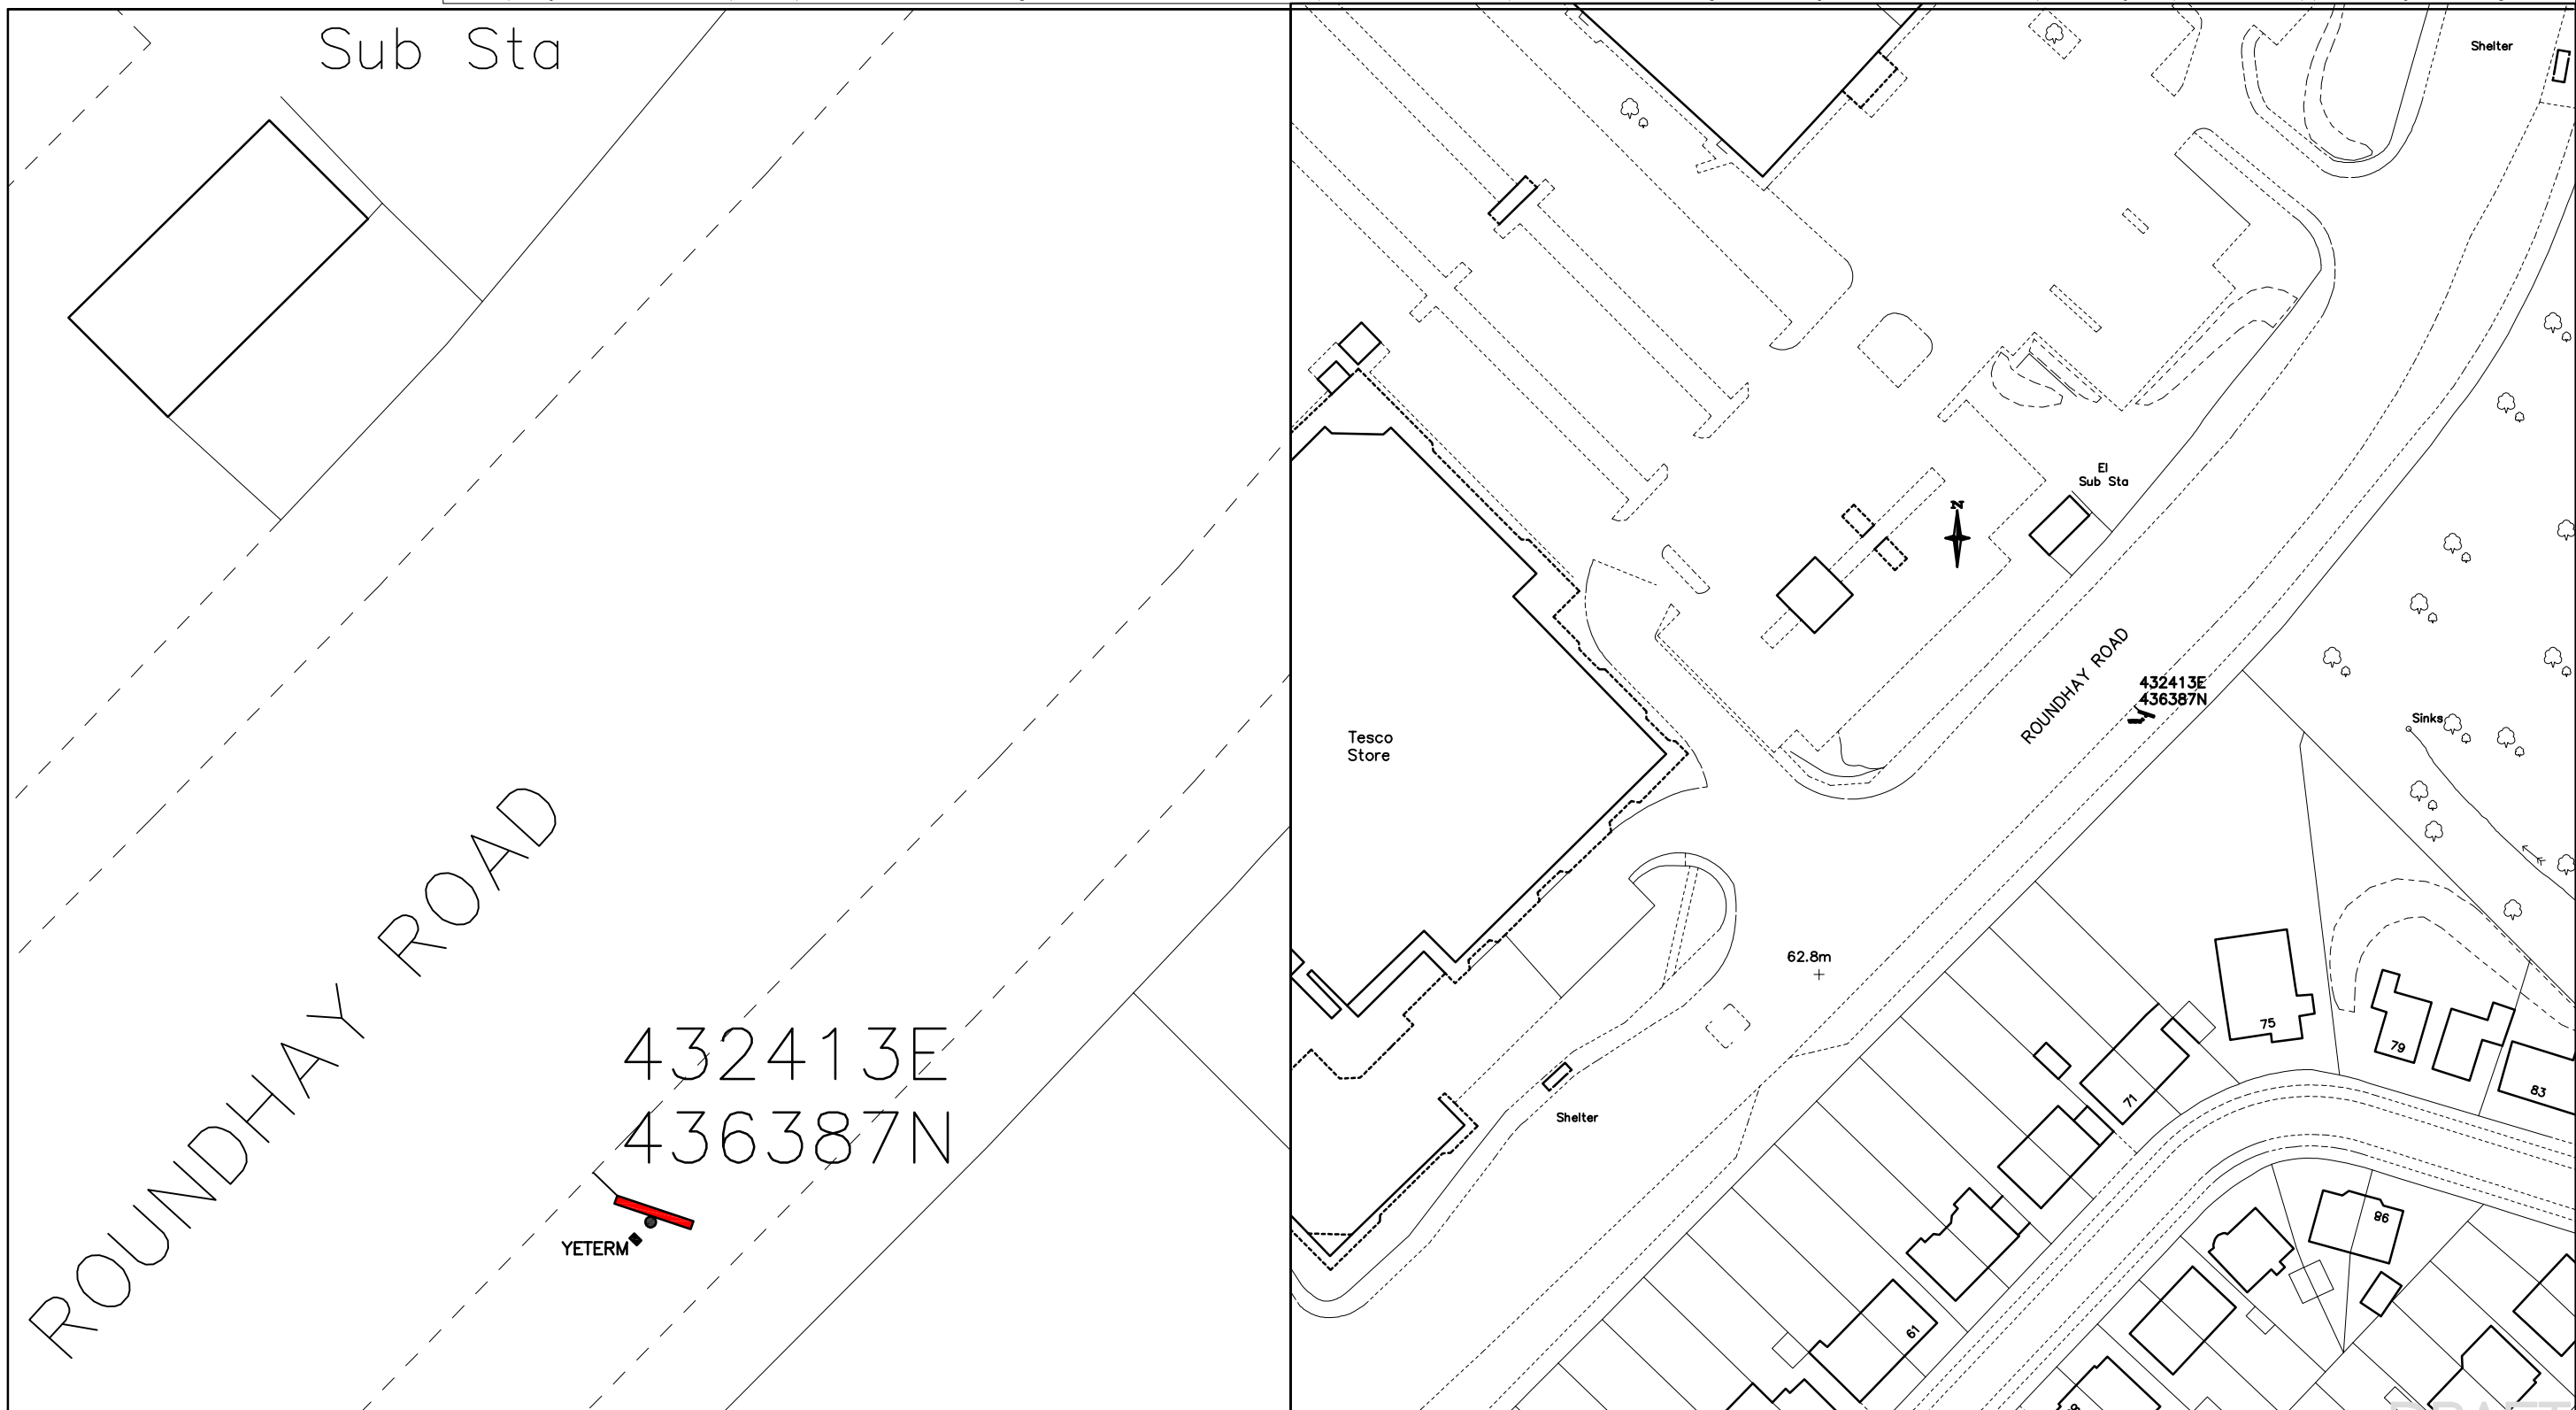 Sub Sta
ROUNDHAY ROAD
432413E
436387N
YETERM
Shelter
El
Sub Sta
ROUNDHAY ROAD
432413E
436387N
N
Sinks
Tesco
Store
62.8m
Shelter
75
79
83
71
86
61